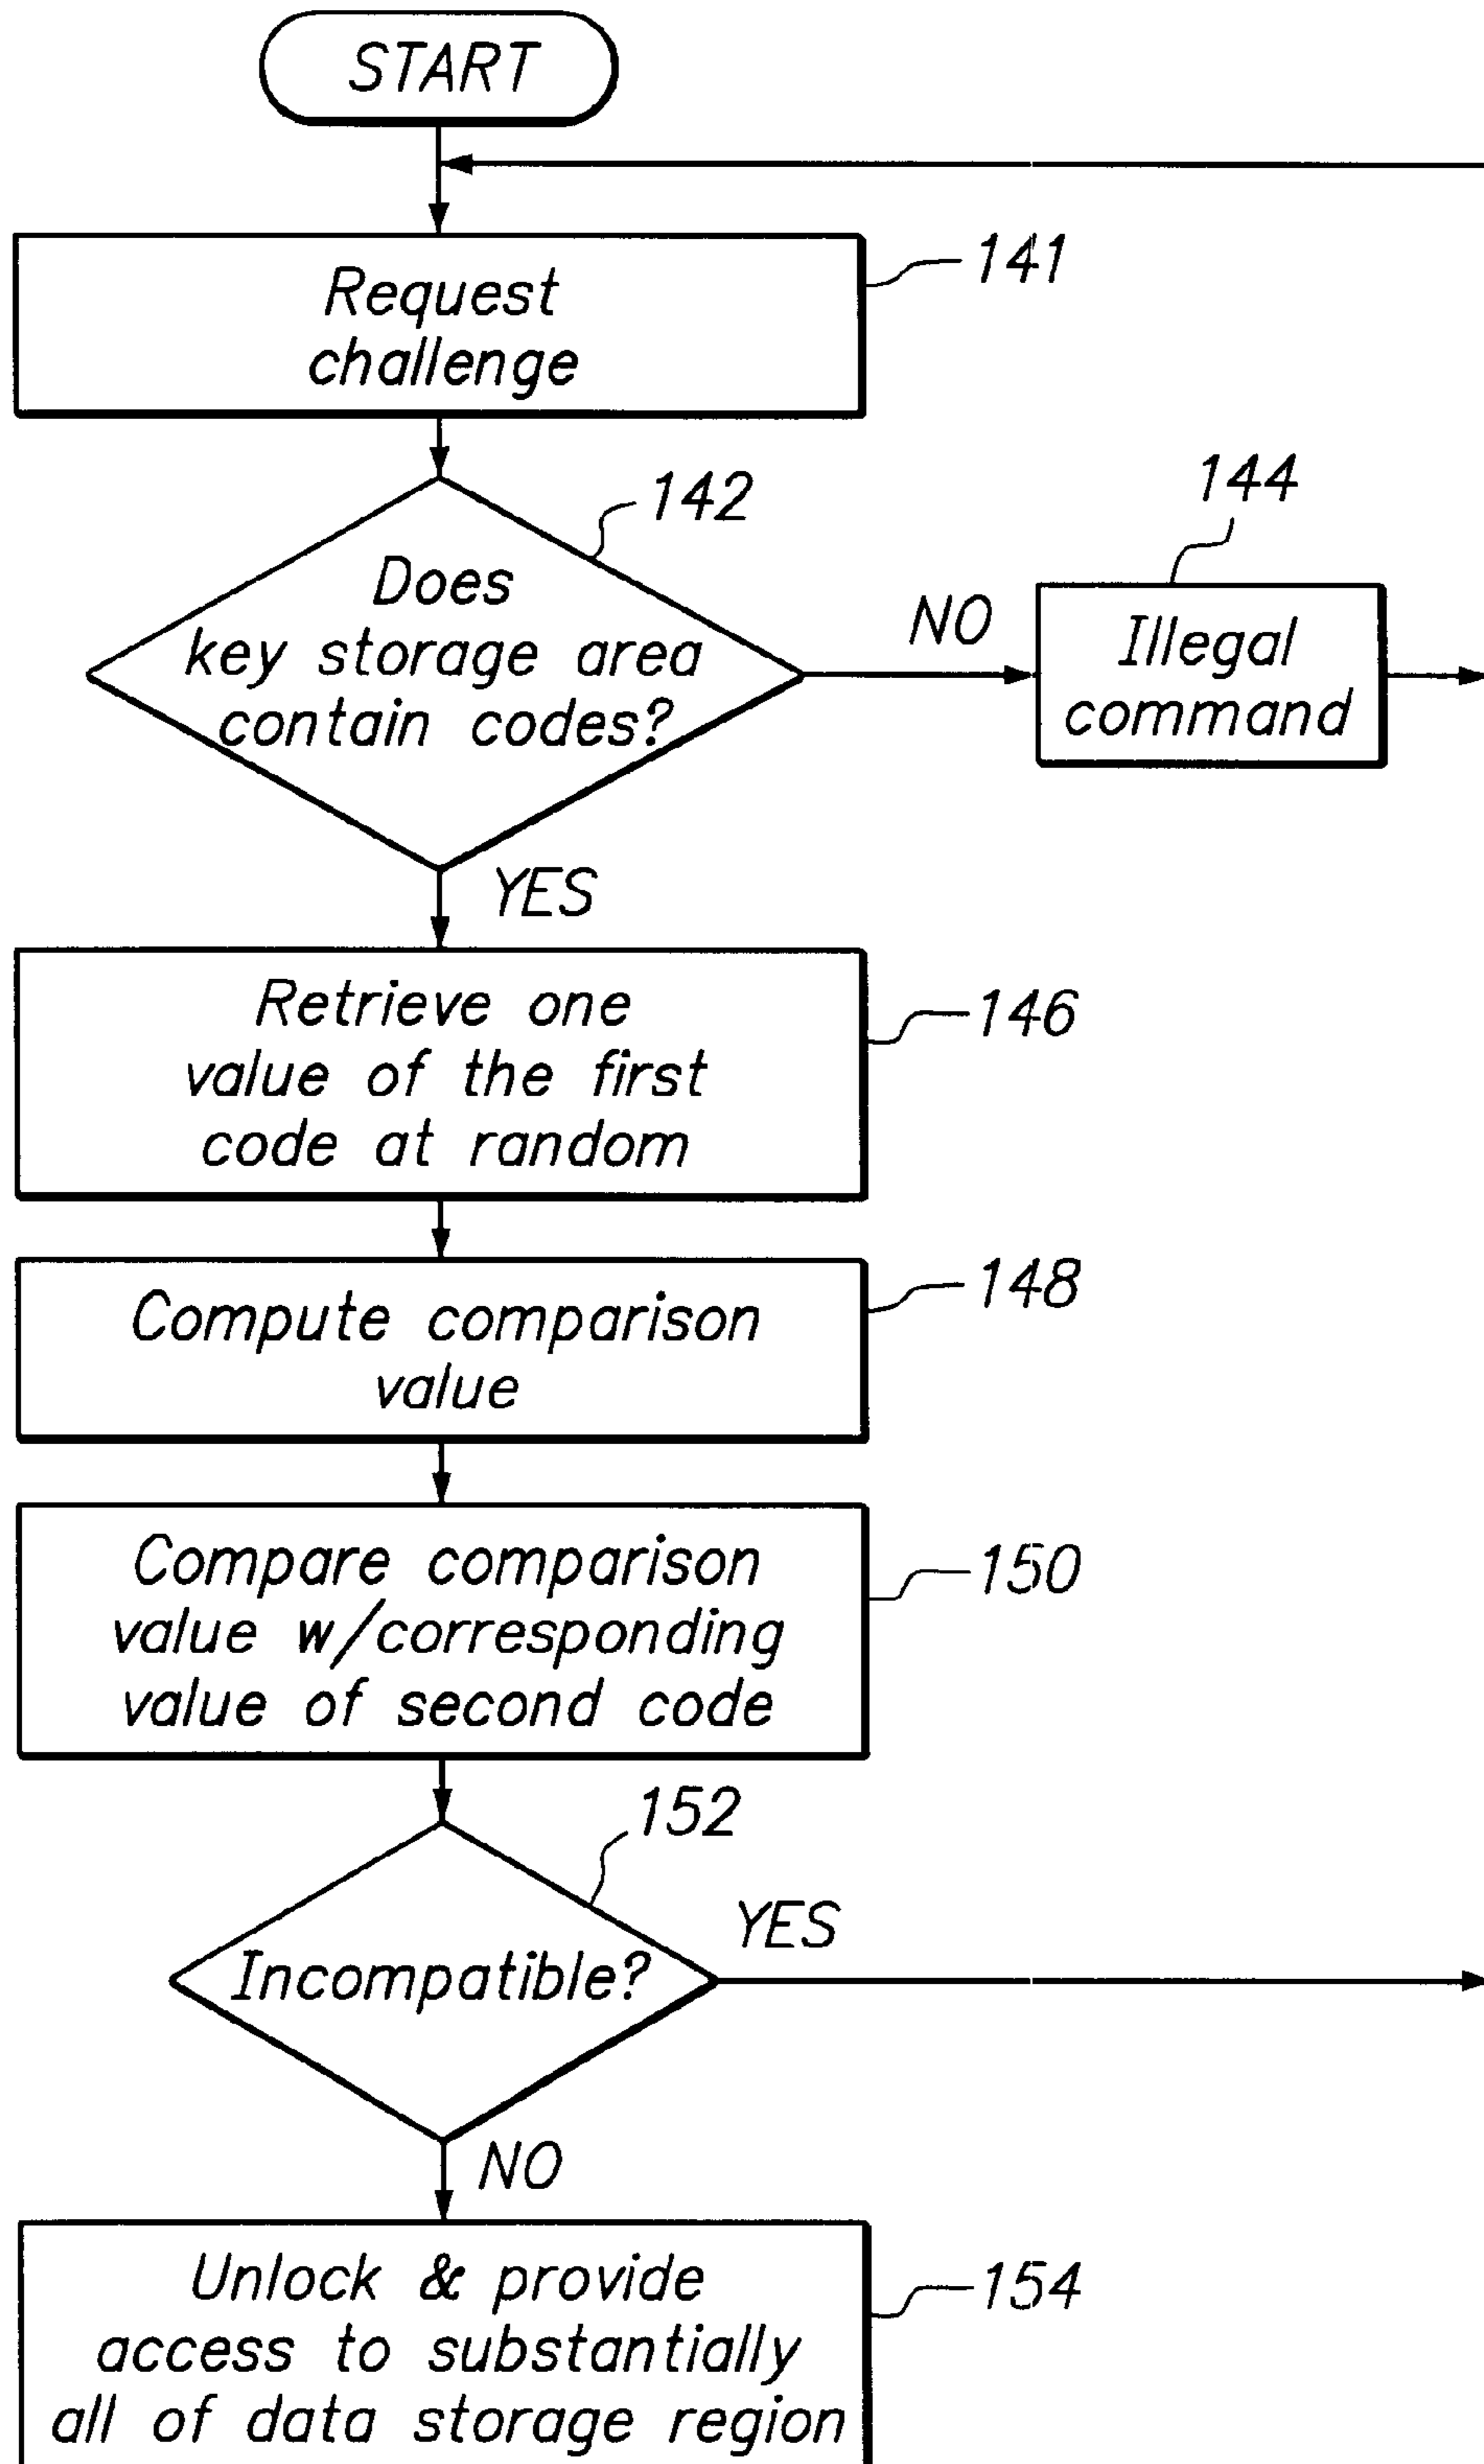 START
141
Request
challenge
142
144
Does
key storage area
contain codes?
NO
Illegal
command
YES
Retrieve one
value of the first
code at random
146
Compute comparison
value
148
Compare comparison
value w/corresponding
value of second code
150
152
Incompatible?
YES
NO
Unlock & provide
access to substantially
all of data storage region
154